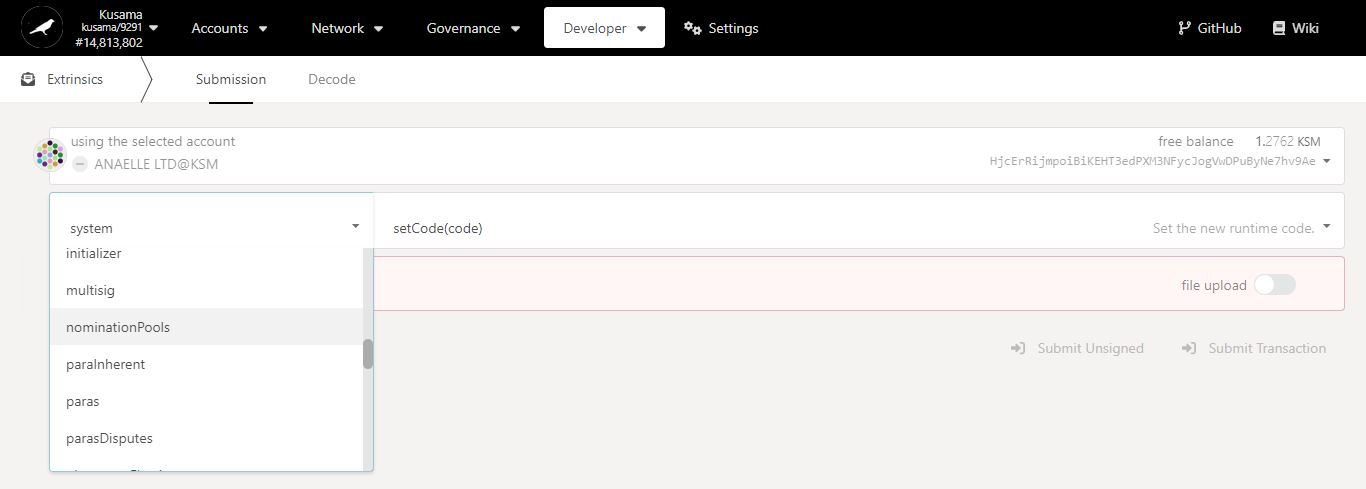 Kusama
kusama/9291
#14,813,802
Accounts
Network
Governance
Developer
Settings
GitHub
Wiki
Extrinsics
Submission
Decode
using the selected account
ANAELLE LTD@KSM
free balance 1.2762 KSM
HjcErRijmpoiBiKEHT3edPXM3NFycJogVwDPuByNe7hv9Ae
system
setCode(code)
Set the new runtime code.
initializer
multisig
nominationPools
paraInherent
paras
parasDisputes
file upload
Submit Unsigned
Submit Transaction